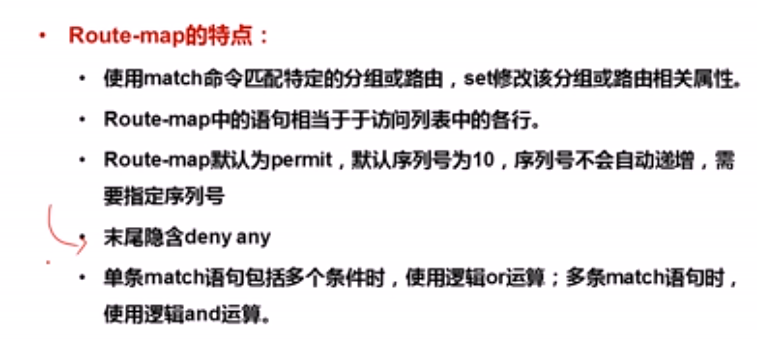 • Route-map的特点：
• 使用match命令匹配特定的分组或路由，set修改该分组或路由相关属性。
• Route-map中的语句相当于于访问列表中的各行。
• Route-map默认为permit，默认序列号为10，序列号不会自动递增，需
要指定序列号
• 末尾隐含deny any
• 单条match语句包括多个条件时，使用逻辑or运算；多条match语句时，
使用逻辑and运算。